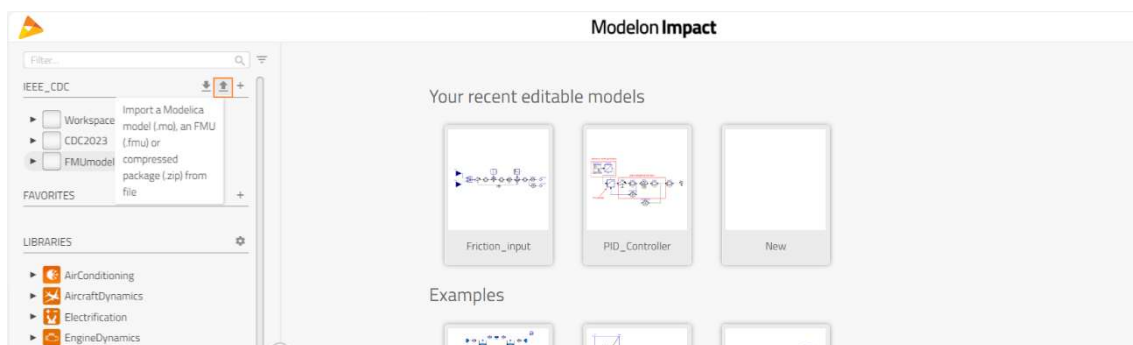 Modelon Impact
Filter...
IEEE_CDC
Import a Modelica
model (.mo), an FMU
(.fmu) or
compressed
package (.zip) from
file
Workspace
CDC2023
FMUmodel
FAVORITES
LIBRARIES
AirConditioning
AircraftDynamics
Electrification
EngineDynamics
Your recent editable models
Friction_input
PID_Controller
New
Examples